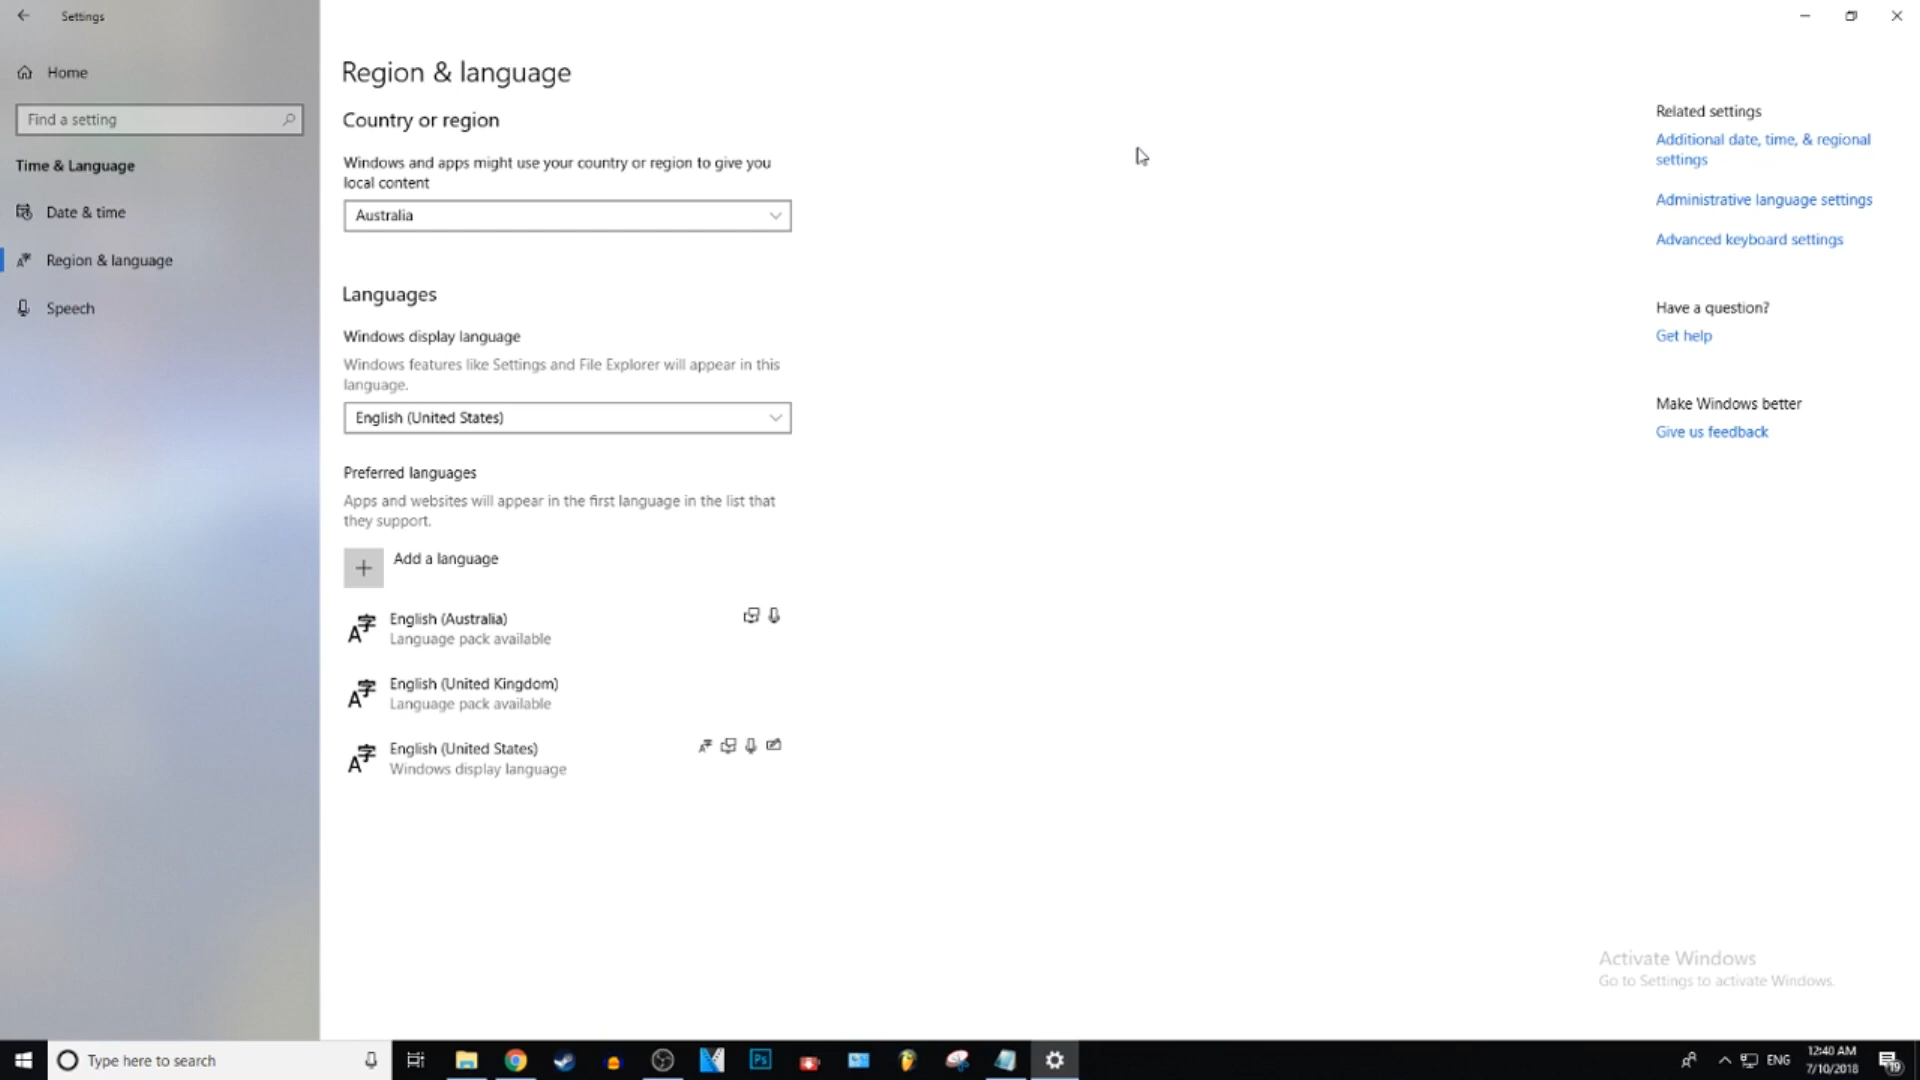 Settings
Home
Find a setting
Time & Language
Date & time
Region & language
Speech
Region & language
Country or region
Windows and apps might use your country or region to give you
local content
Australia
Languages
Windows display language
Windows features like Settings and File Explorer will appear in this
language.
English (United States)
Preferred languages
Apps and websites will appear in the first language in the list that
they support.
Add a language
English (Australia)
Language pack available
English (United Kingdom)
Language pack available
English (United States)
Windows display language
Related settings
Additional date, time, & regional
settings
Administrative language settings
Advanced keyboard settings
Have a question?
Get help
Make Windows better
Give us feedback
Activate Windows
Go to Settings to activate Windows.
Type here to search
Ps
ENG
12:40 AM
7/10/2018
19